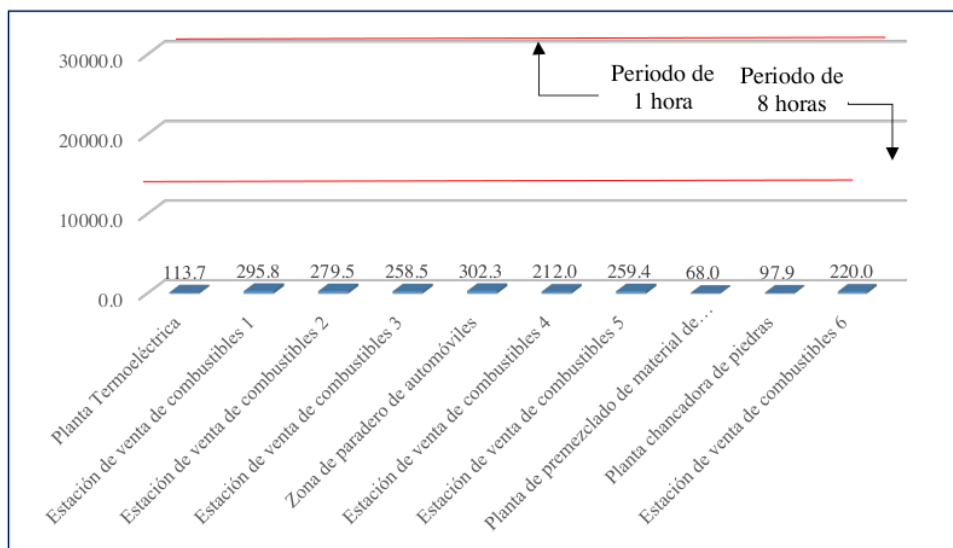 30000.0
20000.0
10000.0
0.0
Periodo de
1 hora
Periodo de
8 horas
113.7
295.8
279.5
258.5
302.3
212.0
259.4
68.0
97.9
220.0
Planta Termoeléctrica
Estación de venta de combustibles 1
Estación de venta de combustibles 2
Estación de venta de combustibles 3
Zona de paradero de automóviles
Estación de venta de combustibles 4
Estación de venta de combustibles 5
Planta de premezclado de material de…
Planta chancadora de piedras
Estación de venta de combustibles 6